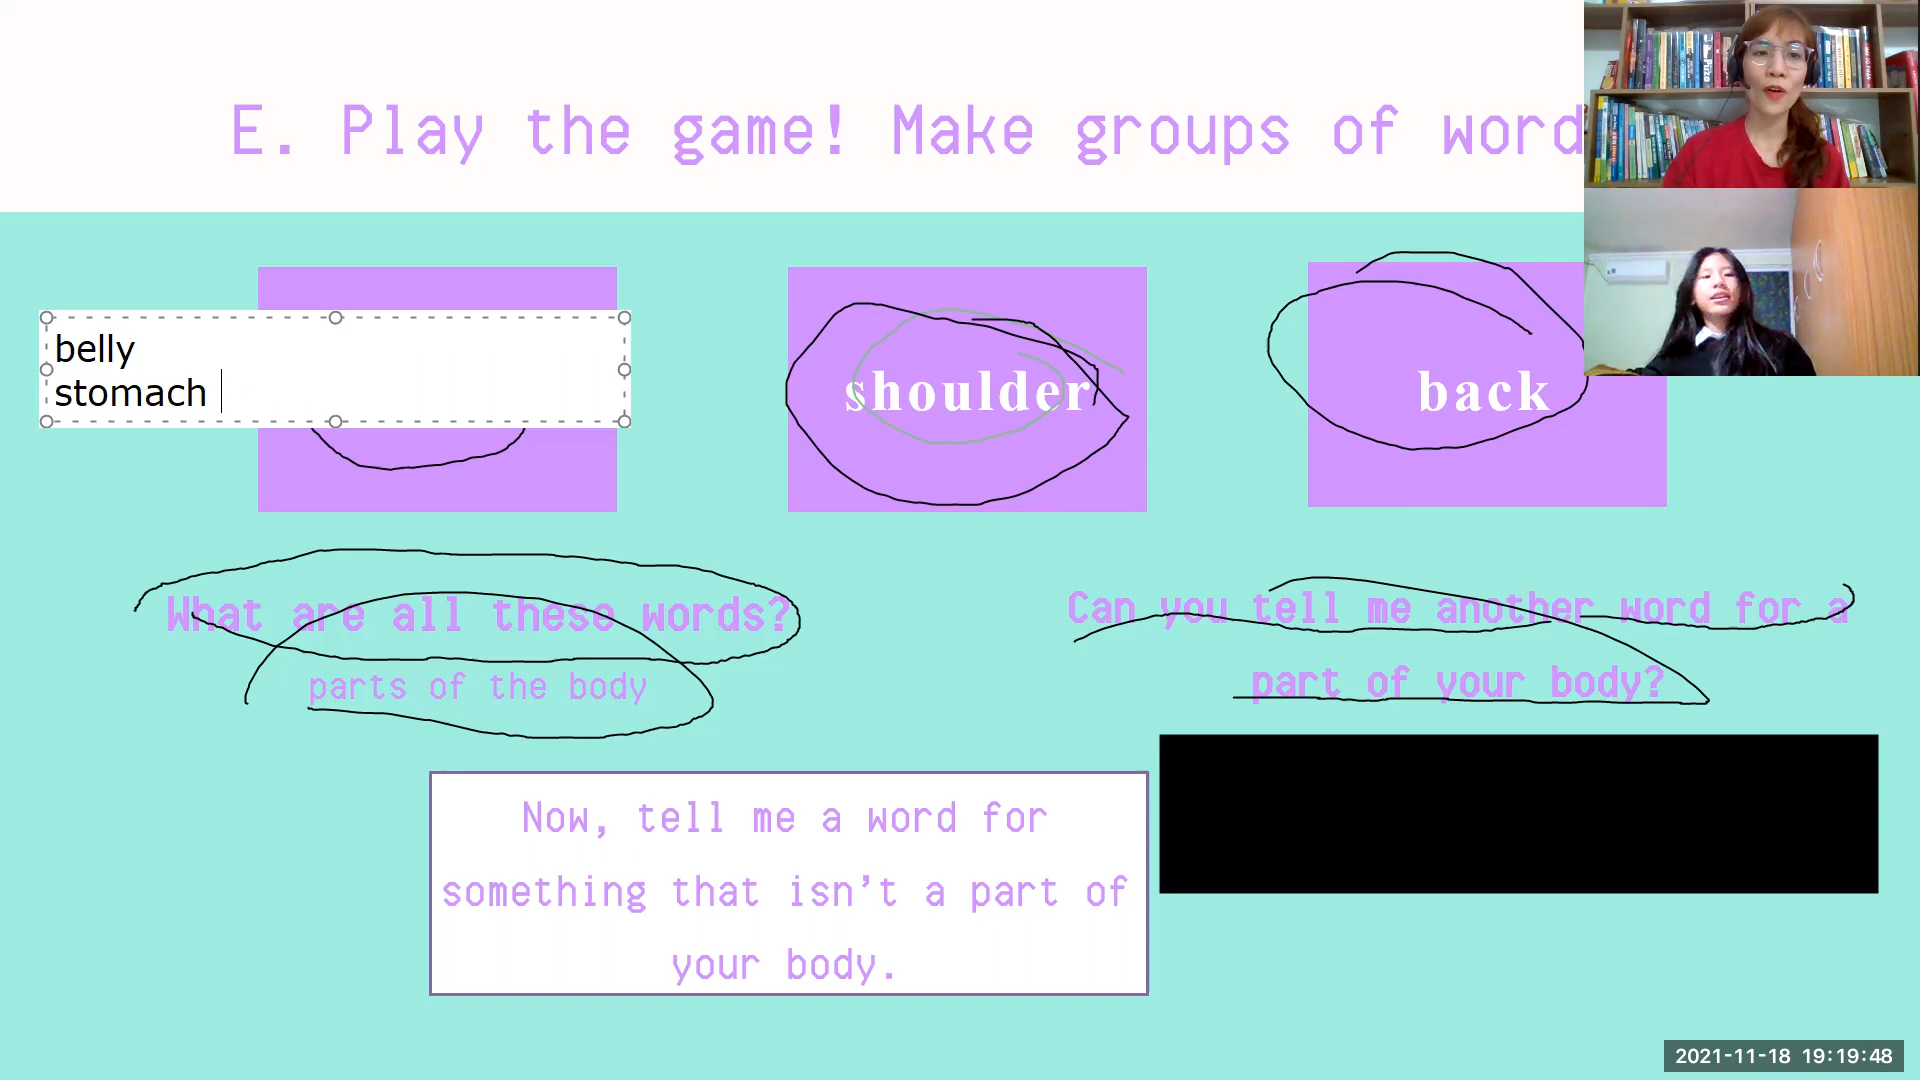 E. Play the game! Make groups of word
belly
stomach
shoulder
back
What are all these words?
parts of the body
Can you tell me another word for a
part of your body?
Now, tell me a word for
something that isn’t a part of
your body.
2021-11-18 19:19:48